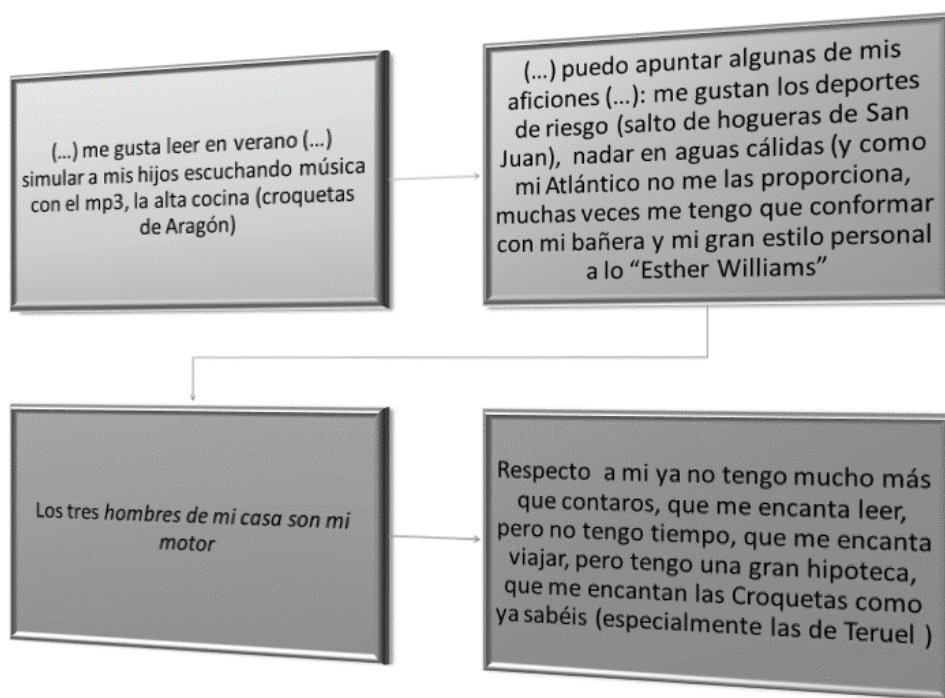 (...) me gusta leer en verano (...)
simular a mis hijos escuchando música
con el mp3, la alta cocina (croquetas
de Aragón)
(...) puedo apuntar algunas de mis
aficiones (...): me gustan los deportes
de riesgo (salto de hogueras de San
Juan), nadar en aguas cálidas (y como
mi Atlántico no me las proporciona,
muchas veces me tengo que conformar
con mi bañera y mi gran estilo personal
a lo “Esther Williams”
Los tres hombres de mi casa son mi
motor
Respecto a mi ya no tengo mucho más
que contaros, que me encanta leer,
pero no tengo tiempo, que me encanta
viajar, pero tengo una gran hipoteca,
que me encantan las Croquetas como
ya sabéis (especialmente las de Teruel )